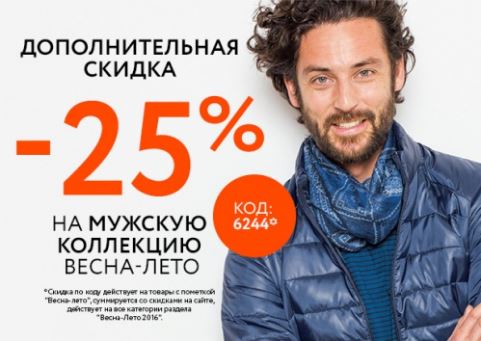 ДОПОЛНИТЕЛЬНАЯ
СКИДКА
-25%
НА МУЖСКУЮ
КОЛЛЕКЦИЮ
ВЕСНА-ЛЕТО
КОД:
6244*
*Скидка по коду действует на товары с пометкой
"Весна-лето", суммируется со скидками на сайте,
действует на все категории раздела
"Весна-Лето 2016".